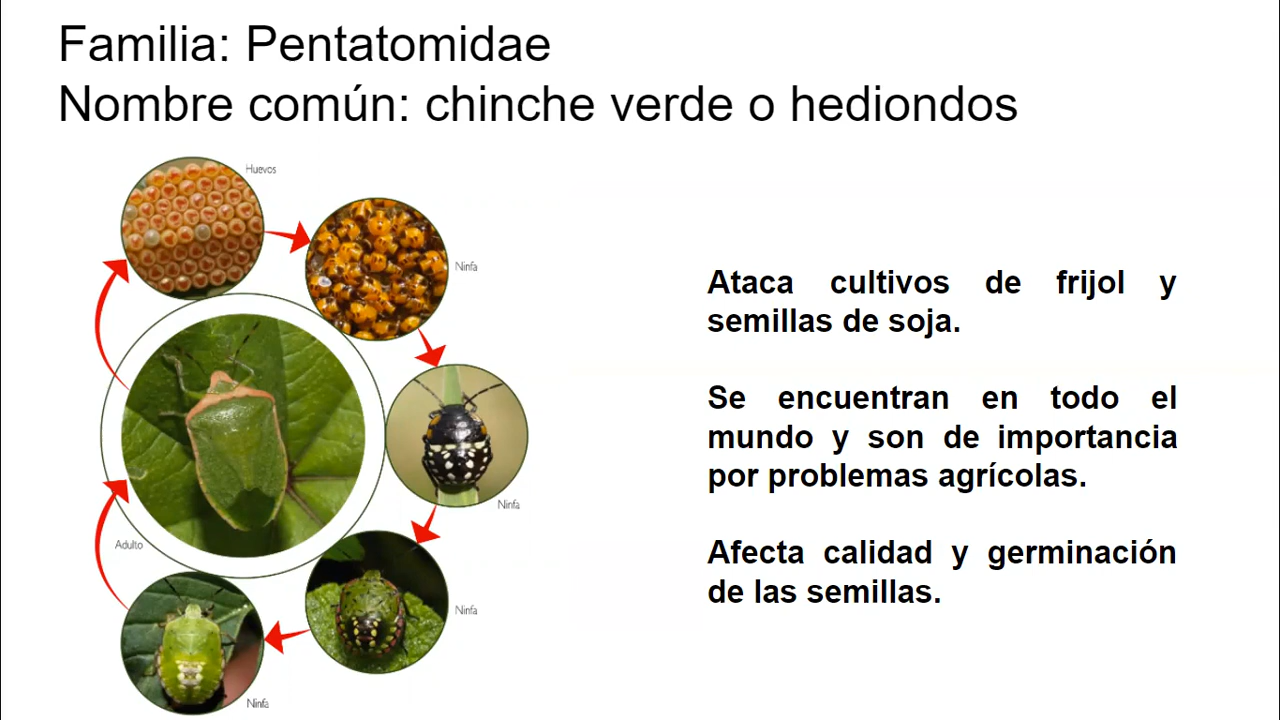 Familia: Pentatomidae
Nombre común: chinche verde o hediondos
Huevos
Ninfa
Ninfa
Ninfa
Ninfa
Adulto
Ataca cultivos de frijol y
semillas de soja.
Se encuentran en todo el
mundo y son de importancia
por problemas agrícolas.
Afecta calidad y germinación
de las semillas.